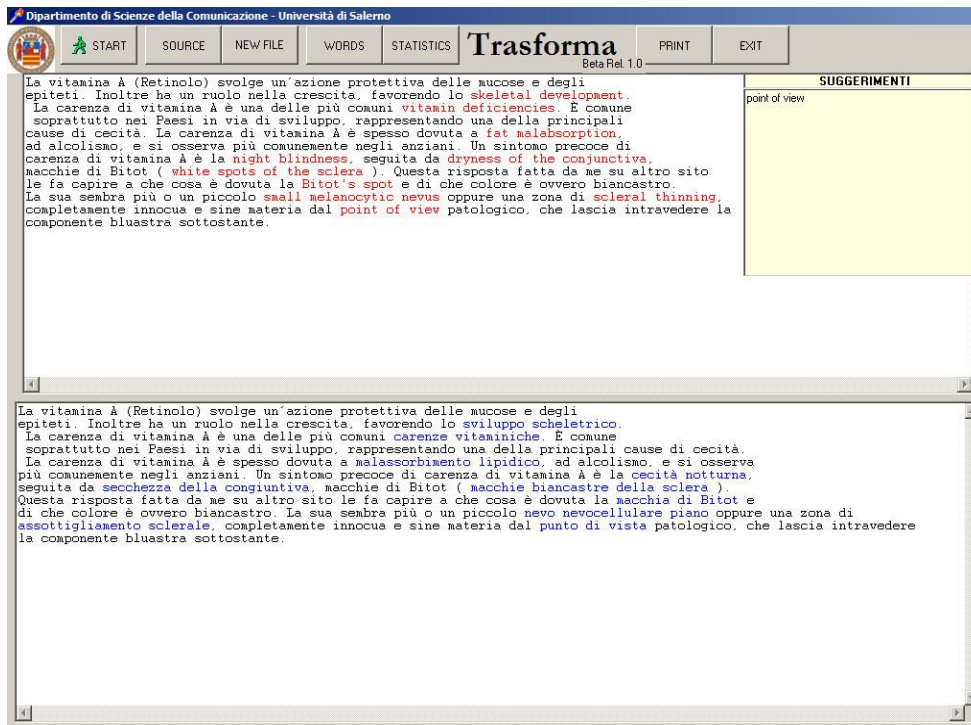 Dipartimento di Scienze della Comunicazione - Università di Salerno
START SOURCE NEW FILE WORDS STATISTICS Trasforma PRINT EXIT
Beta Rel. 1.0
La vitamina A (Retinolo) svolge un´azione protettiva delle mucose e degli
epiteti. Inoltre ha un ruolo nella crescita, favorendo lo skeletal development.
La carenza di vitamina A è una delle più comuni vitamin deficiencies. È comune
soprattutto nei Paesi in via di sviluppo, rappresentando una della principali
cause di cecità. La carenza di vitamina A è spesso dovuta a fat malabsorption,
ad alcolismo, e si osserva più comunemente negli anziani. Un sintomo precoce di
carenza di vitamina A è la night blindness, seguita da dryness of the conjunctiva,
macchie di Bitot ( white spots of the sclera ). Questa risposta fatta da me su altro sito
le fa capire a che cosa è dovuta la Bitot's spot e di che colore è ovvero biancastro.
La sua sembra più o un piccolo small melanocytic nevus oppure una zona di scleral thinning,
completamente innocua e sine materia dal point of view patologico, che lascia intravedere la
componente bluastra sottostante.
SUGGERIMENTI
point of view
La vitamina A (Retinolo) svolge un´azione protettiva delle mucose e degli
epiteti. Inoltre ha un ruolo nella crescita, favorendo lo sviluppo scheletrico.
La carenza di vitamina A è una delle più comuni carenze vitaminiche. È comune
soprattutto nei Paesi in via di sviluppo, rappresentando una della principali cause di cecità.
La carenza di vitamina A è spesso dovuta a malassorbimento lipidico, ad alcolismo, e si osserva
più comunemente negli anziani. Un sintomo precoce di carenza di vitamina A è la cecità notturna,
seguita da secchezza della congiuntiva, macchie di Bitot ( macchie biancastre della sclera ).
Questa risposta fatta da me su altro sito le fa capire a che cosa è dovuta la macchia di Bitot e
di che colore è ovvero biancastro. La sua sembra più o un piccolo nevo nevocellulare piano oppure una zona di
assottigliamento sclerale, completamente innocua e sine materia dal punto di vista patologico, che lascia intravedere
la componente bluastra sottostante.